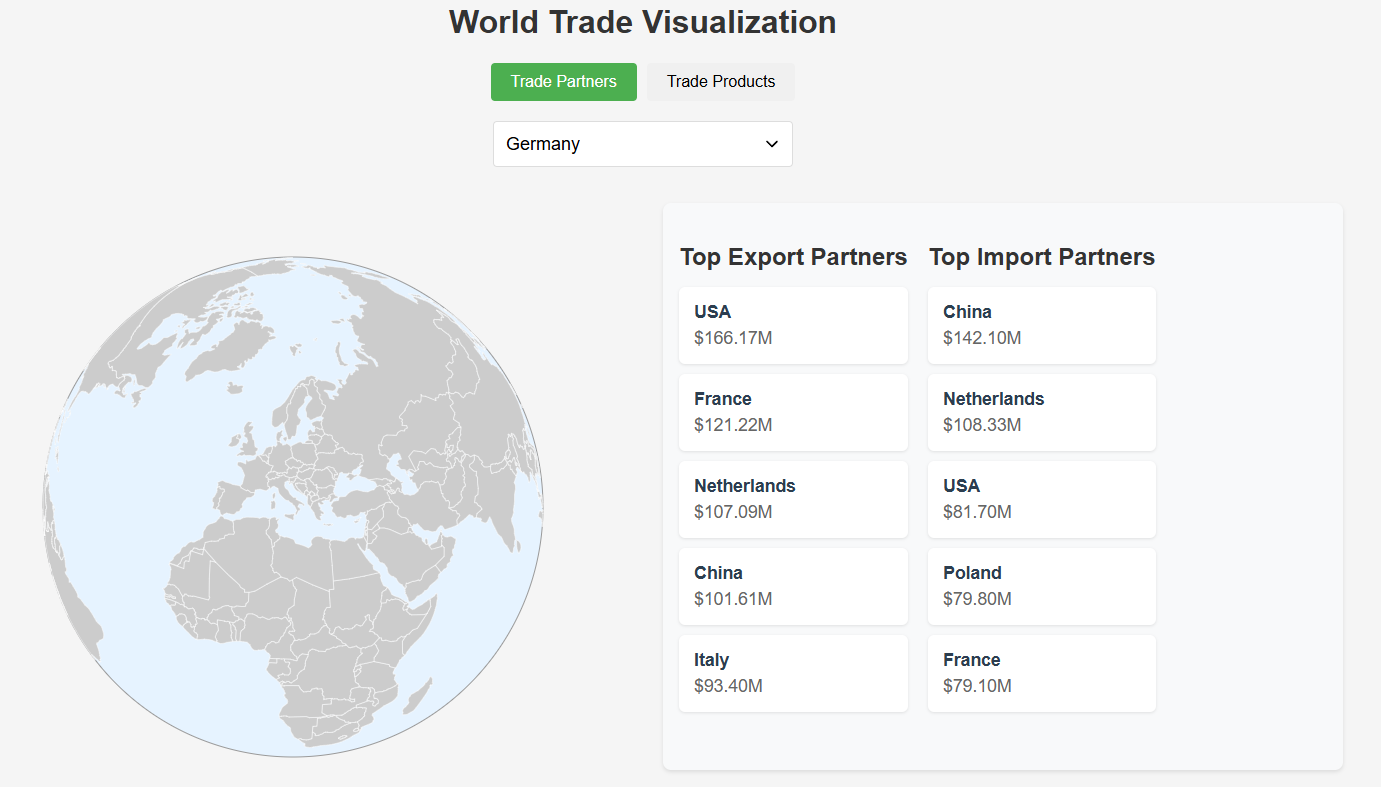 World Trade Visualization
Trade Partners
Trade Products
Germany
Top Export Partners
USA
$166.17M
France
$121.22M
Netherlands
$107.09M
China
$101.61M
Italy
$93.40M
Top Import Partners
China
$142.10M
Netherlands
$108.33M
USA
$81.70M
Poland
$79.80M
France
$79.10M